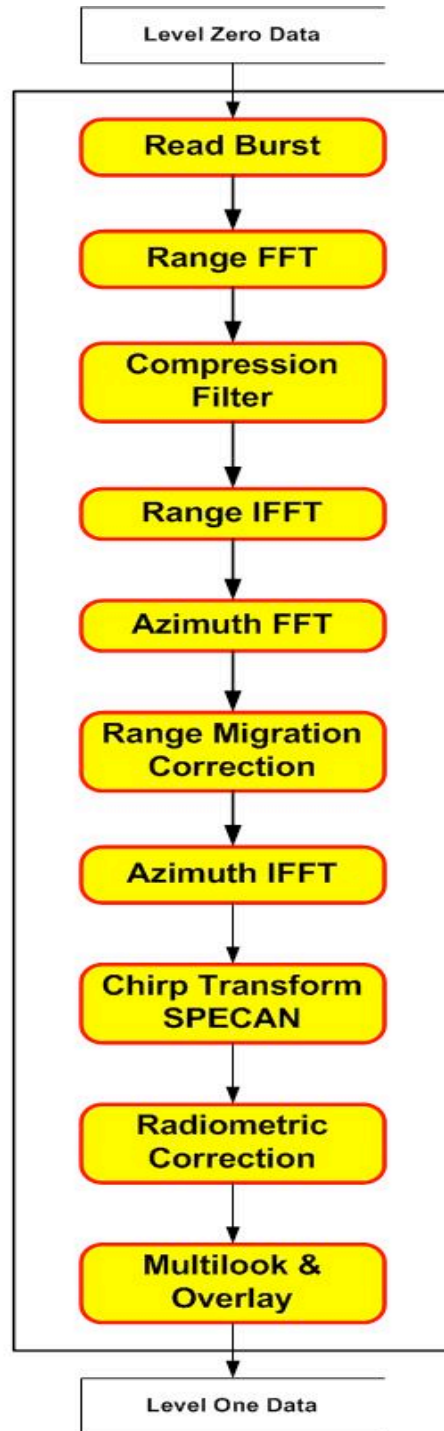 Level Zero Data
Read Burst
Range FFT
Compression
Filter
Range IFFT
Azimuth FFT
Range Migration
Correction
Azimuth IFFT
Chirp Transform
SPECAN
Radiometric
Correction
Multilook &
Overlay
Level One Data